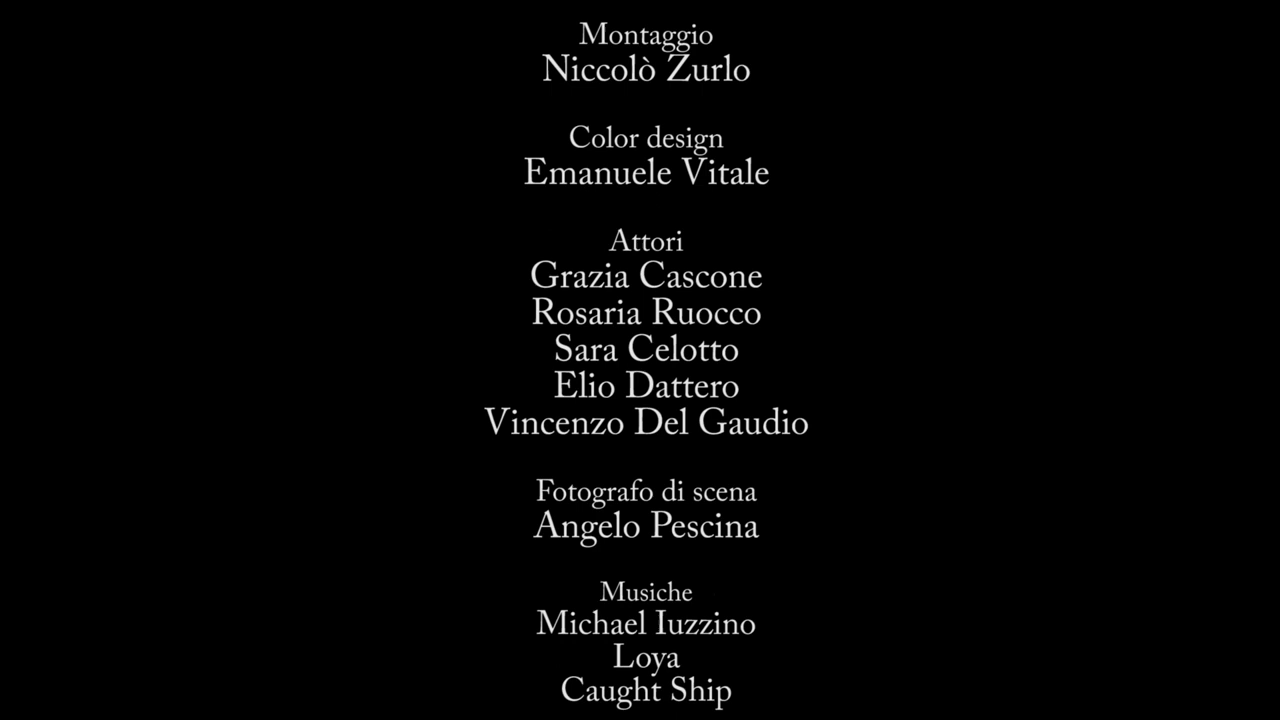 Montaggio
Niccolò Zurlo
Color design
Emanuele Vitale
Attori
Grazia Cascone
Rosaria Ruocco
Sara Celotto
Elio Dattero
Vincenzo Del Gaudio
Fotografo di scena
Angelo Pescina
Musiche
Michael Iuzzino
Loya
Caught Ship